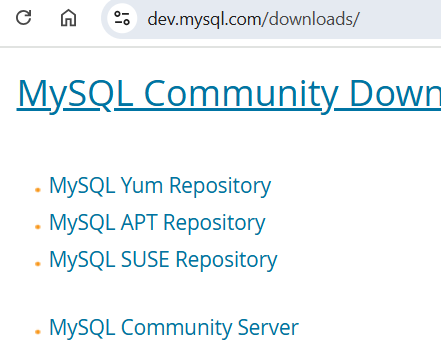 dev.mysql.com/downloads/
MySQL Community Down
MySQL Yum Repository
MySQL APT Repository
MySQL SUSE Repository
MySQL Community Server